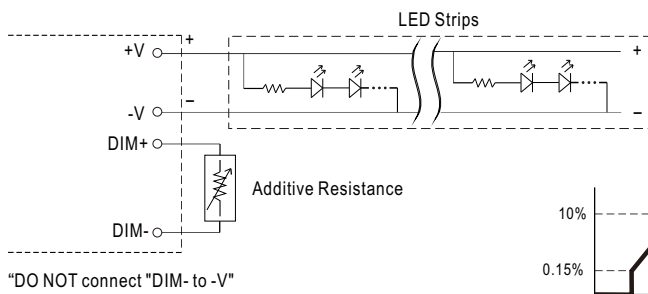 LED Strips
+V
+
+
-V
–
–
DIM+
Additive Resistance
DIM-
"DO NOT connect "DIM- to -V"
10%
0.15%